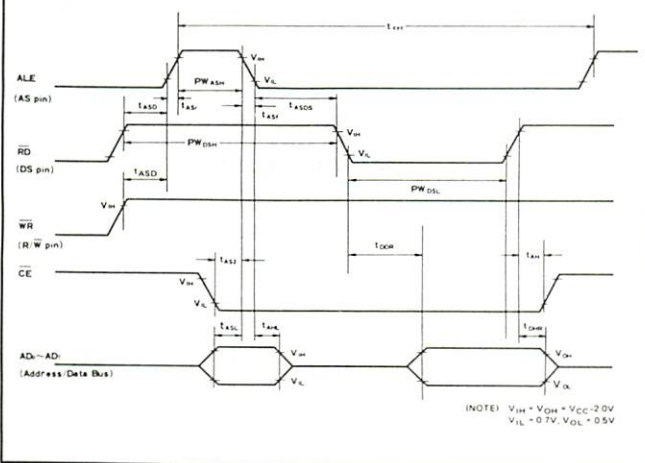 ALE
(AS pin)
VIH
VIL
PWASH
tASD
tASr
tASf
tASDS
RD
(DS pin)
PWDSH
VIH
VIL
PWDSL
tASD
WR
(R/W pin)
VIH
tDDR
CE
VIH
VIL
tAS2
tAH
tASL
tAHL
tDHR
AD0~AD7
(Address/Data Bus)
VIH
VIL
VOH
VOL
(NOTE) VIH = VOH = VCC-2.0V
VIL = 0.7V, VOL = 0.5V